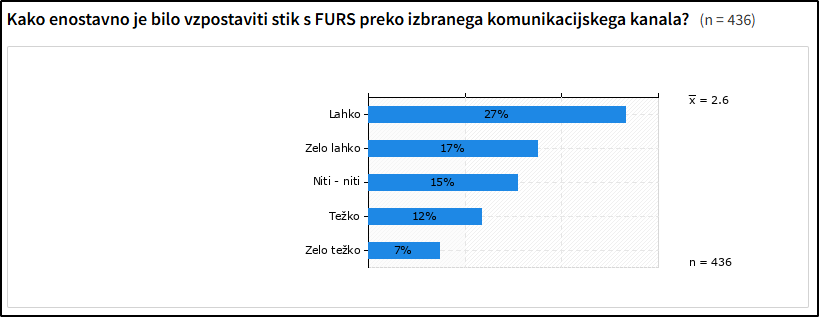 Kako enostavno je bilo vzpostaviti stik s FURS preko izbranega komunikacijskega kanala? (n = 436)
x̅ = 2.6
Lahko 27%
Zelo lahko 17%
Niti - niti 15%
Težko 12%
Zelo težko 7%
n = 436